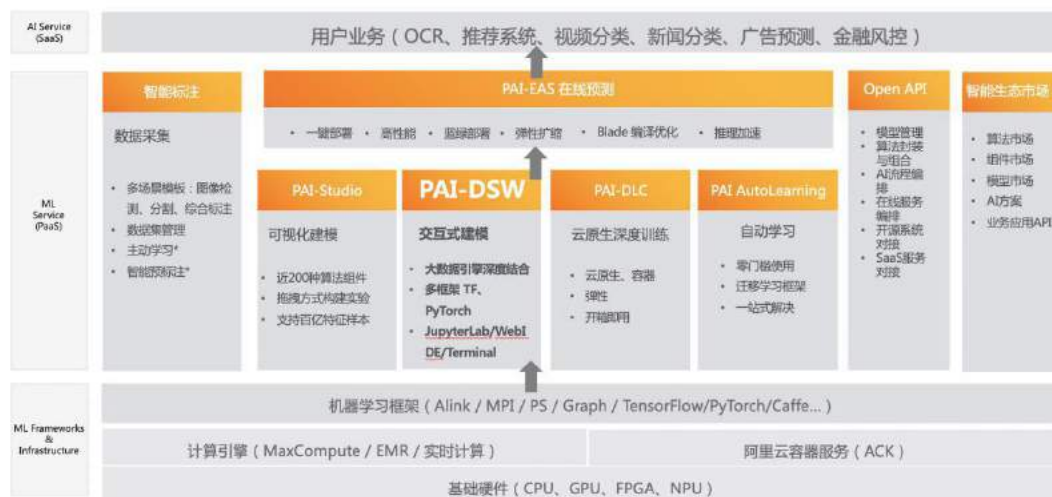 AI Service
(SaaS)
用户业务（OCR、推荐系统、视频分类、新闻分类、广告预测、金融风控）
ML
Service
(PaaS)
智能标注
数据采集
• 多场景模板：图像检
测、分割、综合标注
• 数据集管理
• 主动学习*
• 智能预标注*
PAI-EAS 在线预测
• 一键部署
• 高性能
• 蓝绿部署
• 弹性扩缩
• Blade 编译优化
• 推理加速
PAI-Studio
可视化建模
• 近200种算法组件
• 拖拽方式构建实验
• 支持百亿特征样本
PAI-DSW
交互式建模
• 大数据引擎深度结合
• 多框架 TF、
PyTorch
• JupyterLab/WebI
DE/Terminal
PAI-DLC
云原生深度训练
• 云原生、容器
• 弹性
• 开箱即用
PAI AutoLearning
自动学习
• 零门槛使用
• 迁移学习框架
• 一站式解决
Open API
• 模型管理
• 算法封装
与组合
• AI流程编
排
• 在线服务
编排
• 开源系统
对接
• SaaS服务
对接
智能生态市场
• 算法市场
• 组件市场
• 模型市场
• AI方案
• 业务应用API
ML Frameworks
&
Infrastructure
机器学习框架（Alink / MPI / PS / Graph / TensorFlow/PyTorch/Caffe...）
计算引擎（MaxCompute / EMR / 实时计算）
阿里云容器服务（ACK）
基础硬件（CPU、GPU、FPGA、NPU）